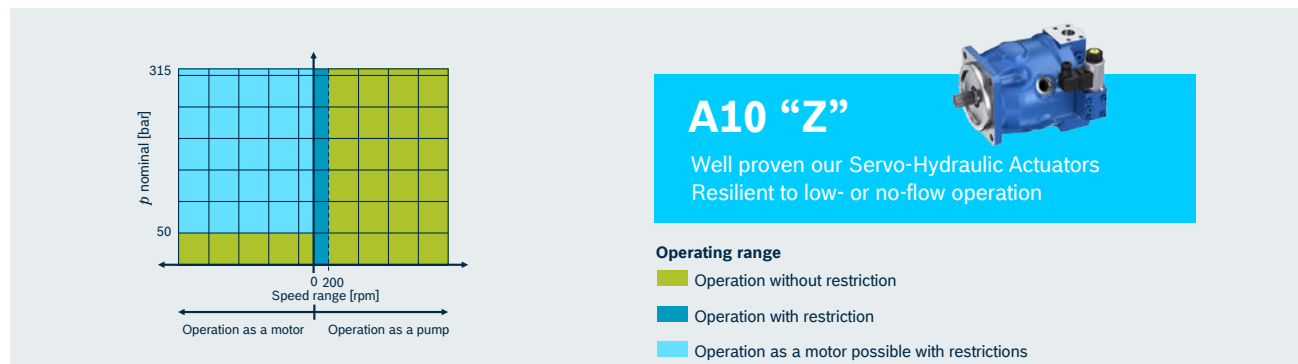 315
p nominal [bar]
50
0 200
Speed range [rpm]
Operation as a motor
Operation as a pump
A10 “Z”
Well proven our Servo-Hydraulic Actuators
Resilient to low- or no-flow operation
Operating range
Operation without restriction
Operation with restriction
Operation as a motor possible with restrictions